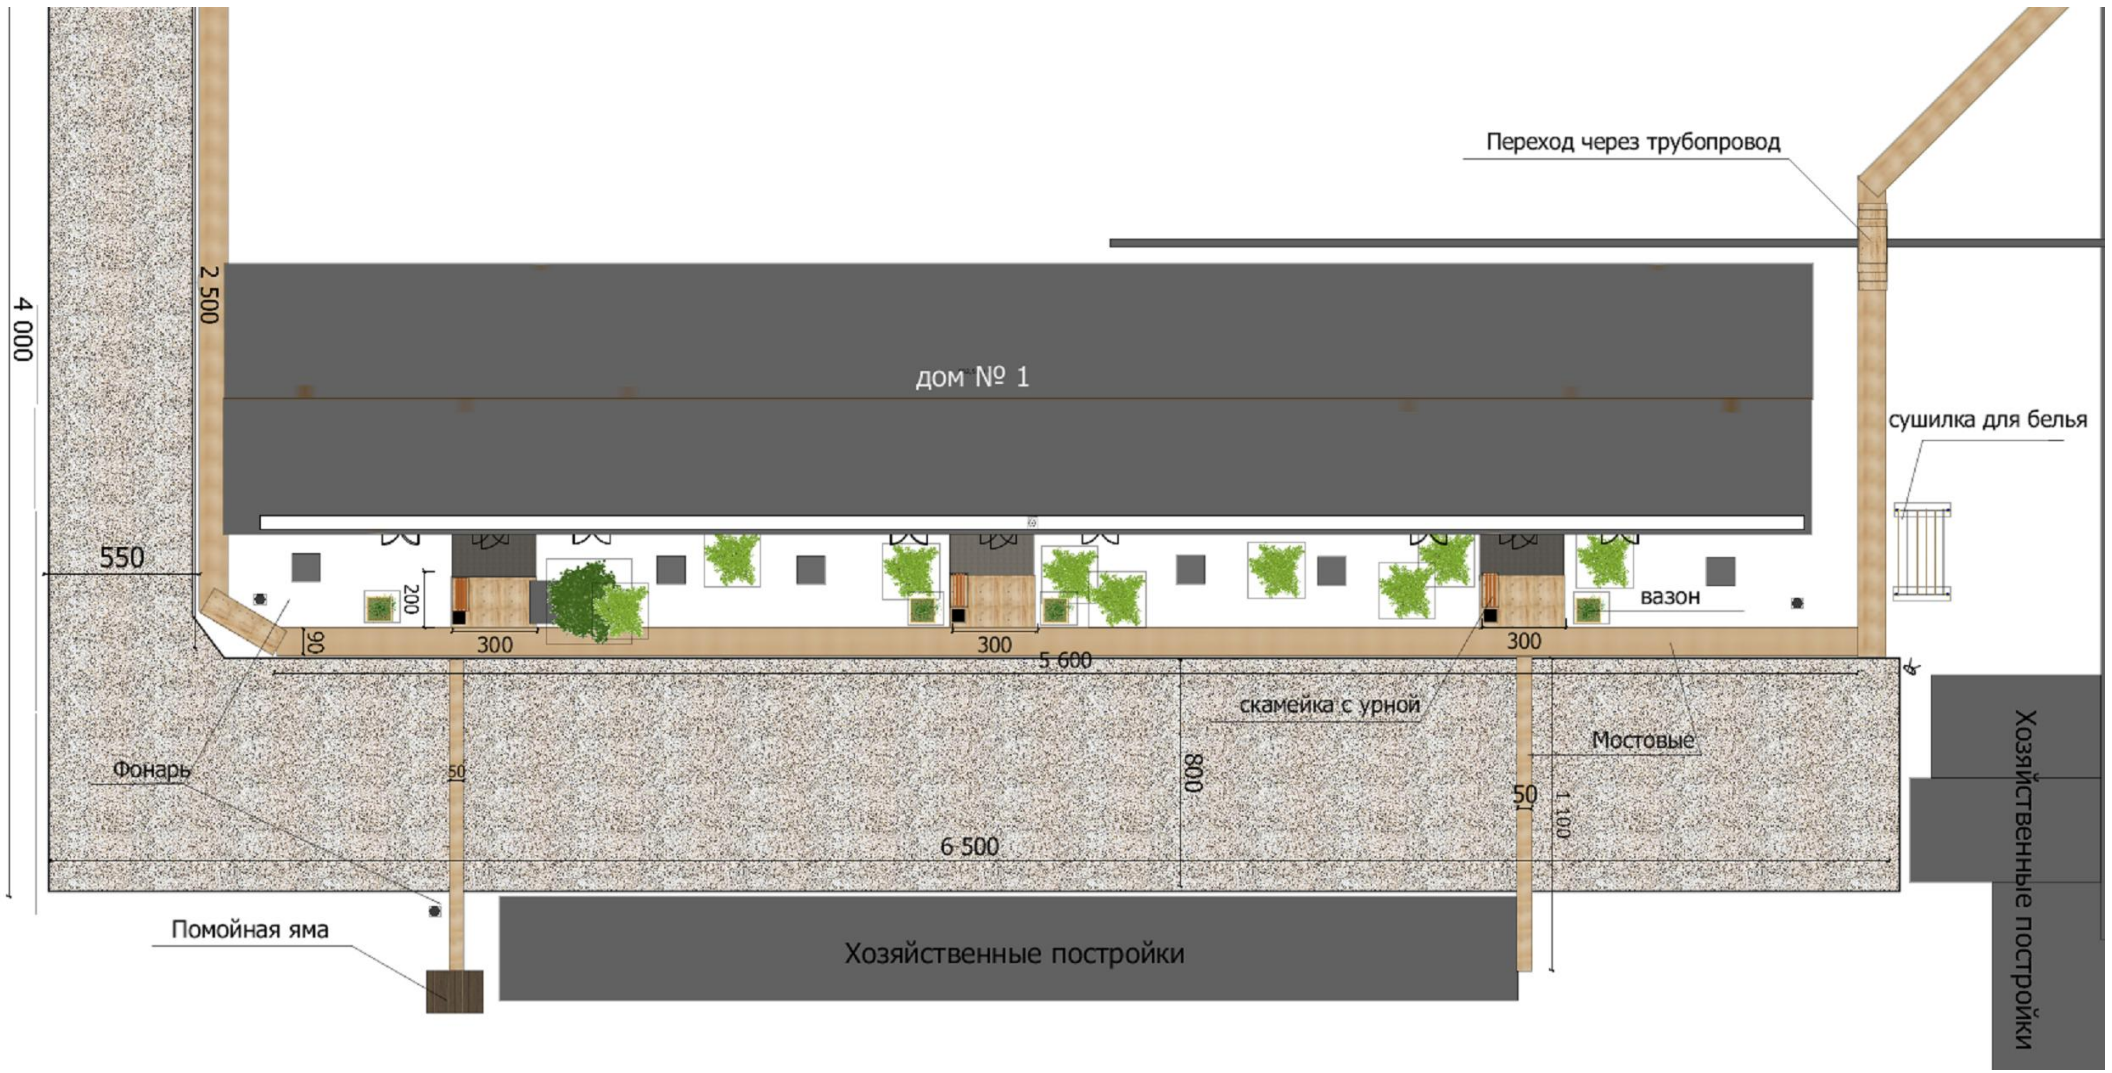 Переход через трубопровод
2 500
4 000
дом № 1
сушилка для белья
550
200
вазон
90
300
300
300
5 600
скамейка с урной
Мостовые
Фонарь
50
800
50
1 100
6 500
Помойная яма
Хозяйственные постройки
Хозяйственные постройки